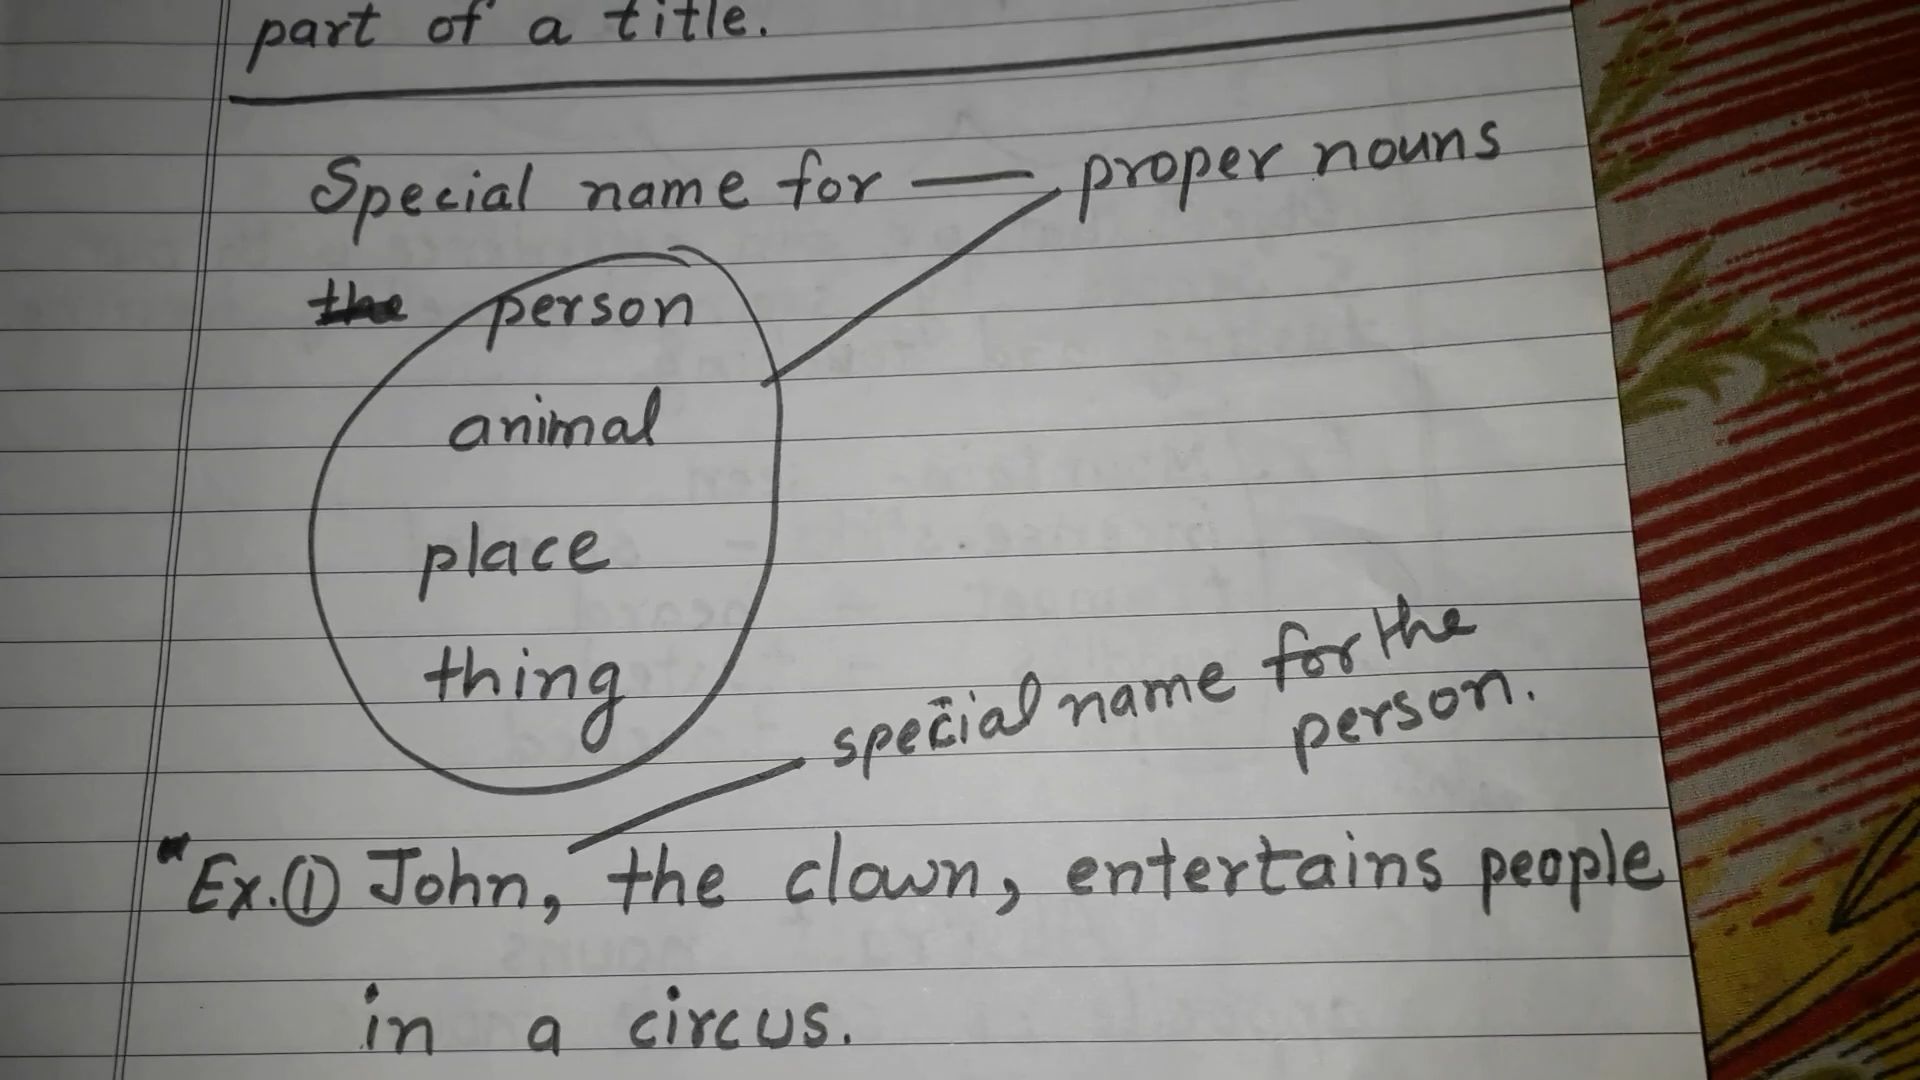 part of a title.
Special name for — proper nouns
the person
animal
place
thing
special name for the
person.
"Ex.① John, the clown, entertains people
in a circus.